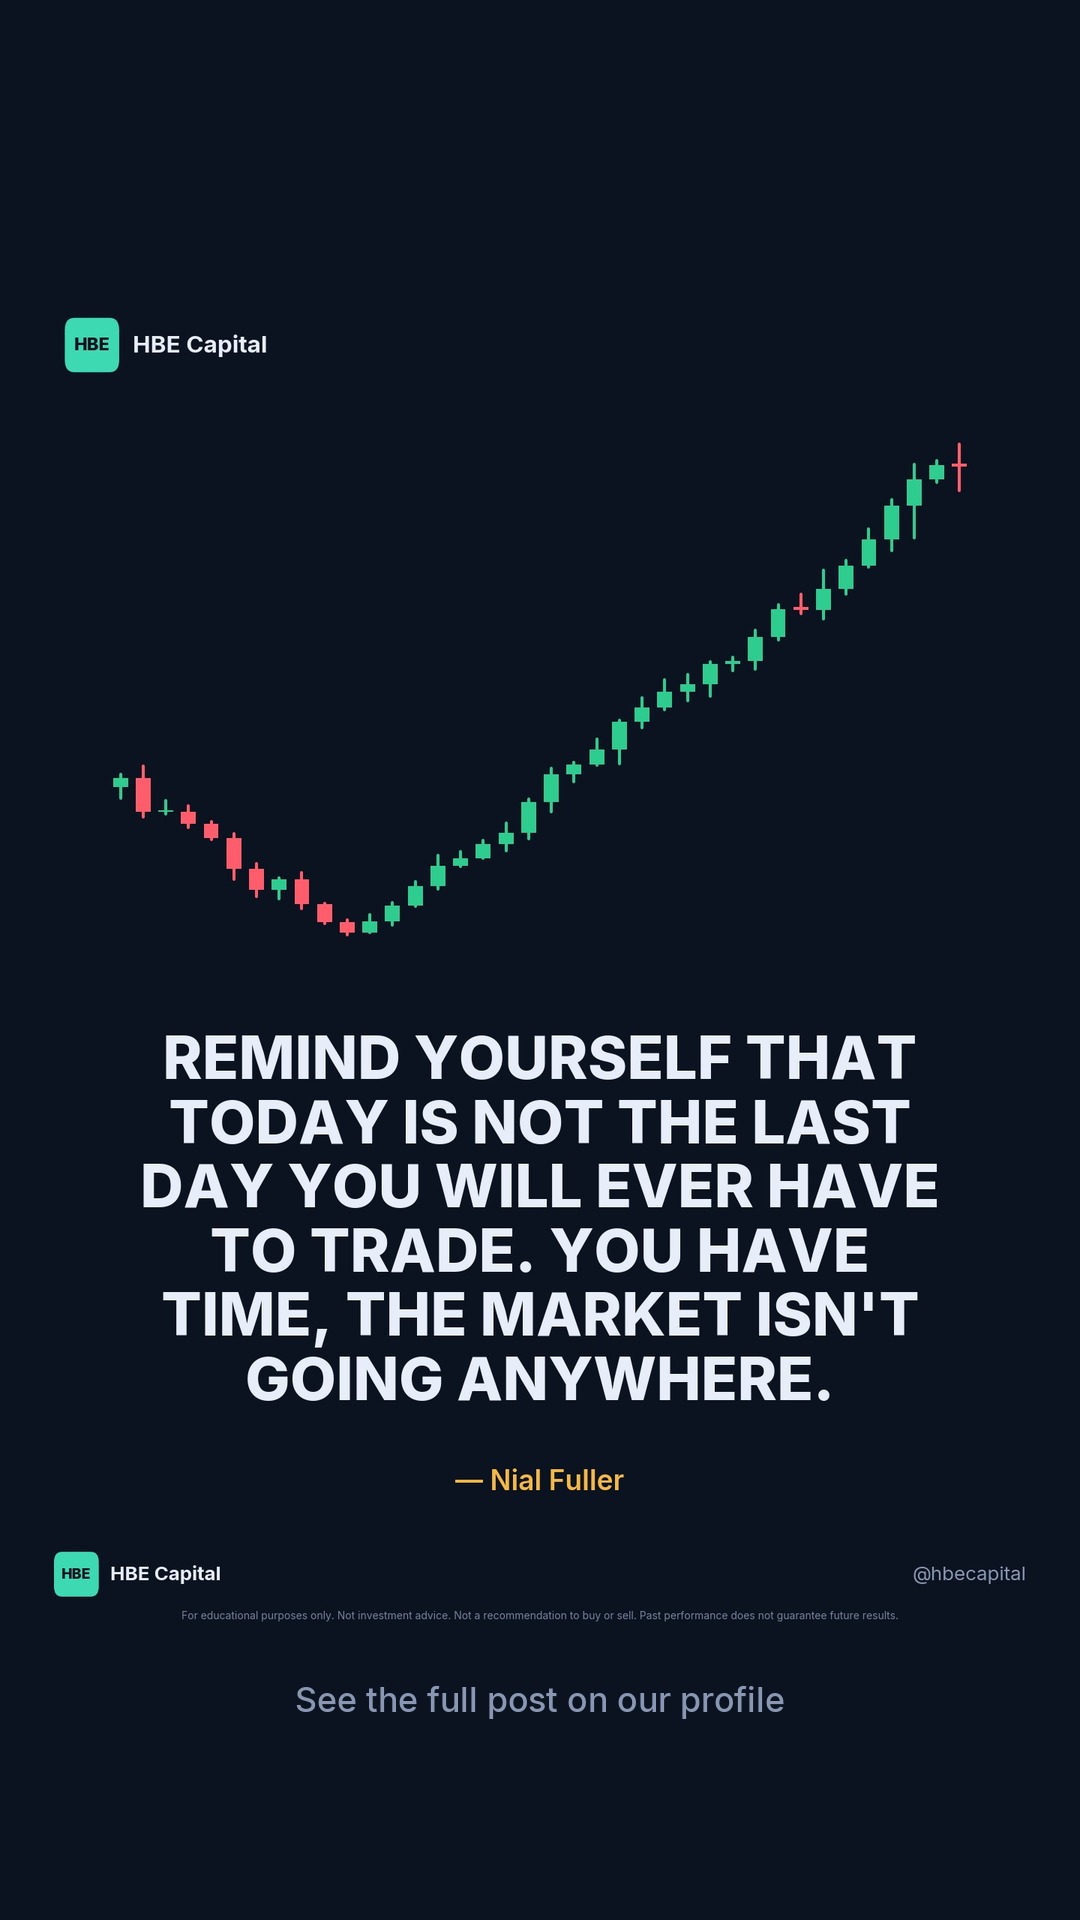 HBE
HBE Capital
REMIND YOURSELF THAT
TODAY IS NOT THE LAST
DAY YOU WILL EVER HAVE
TO TRADE. YOU HAVE
TIME, THE MARKET ISN'T
GOING ANYWHERE.
— Nial Fuller
HBE
HBE Capital
@hbecapital
For educational purposes only. Not investment advice. Not a recommendation to buy or sell. Past performance does not guarantee future results.
See the full post on our profile